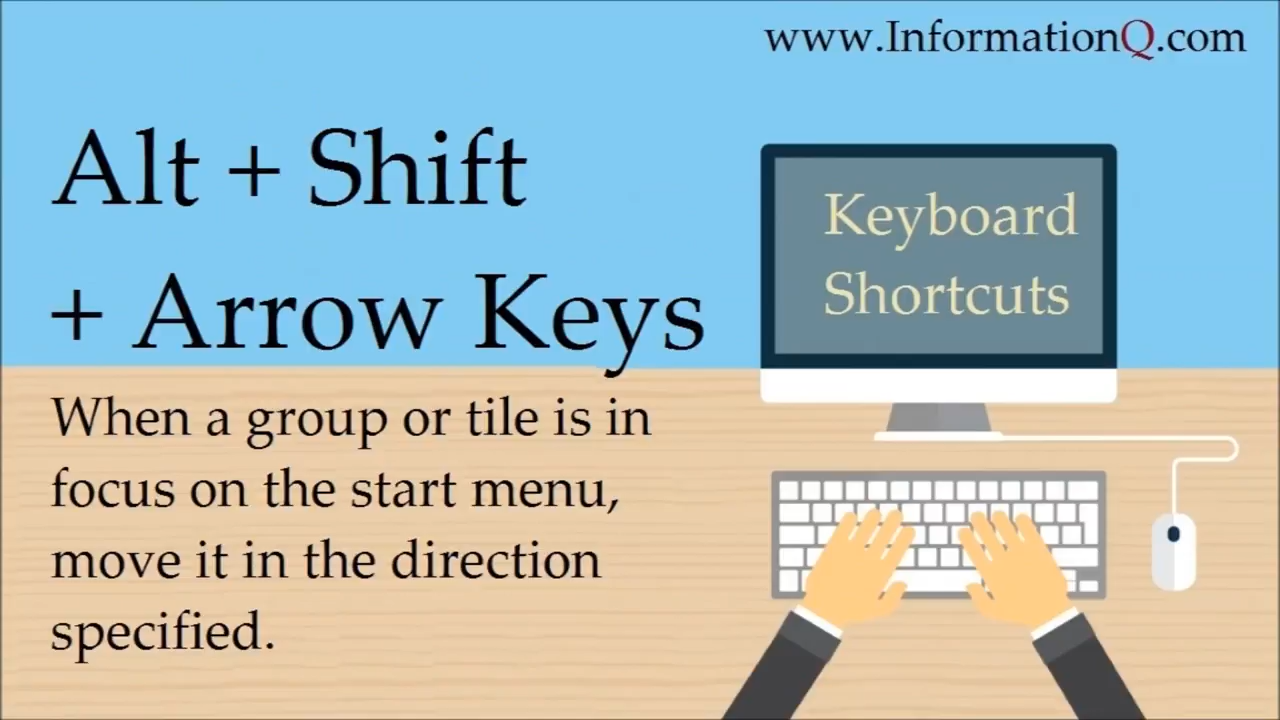 www.InformationQ.com
Alt + Shift
+ Arrow Keys
When a group or tile is in
focus on the start menu,
move it in the direction
specified.
Keyboard
Shortcuts